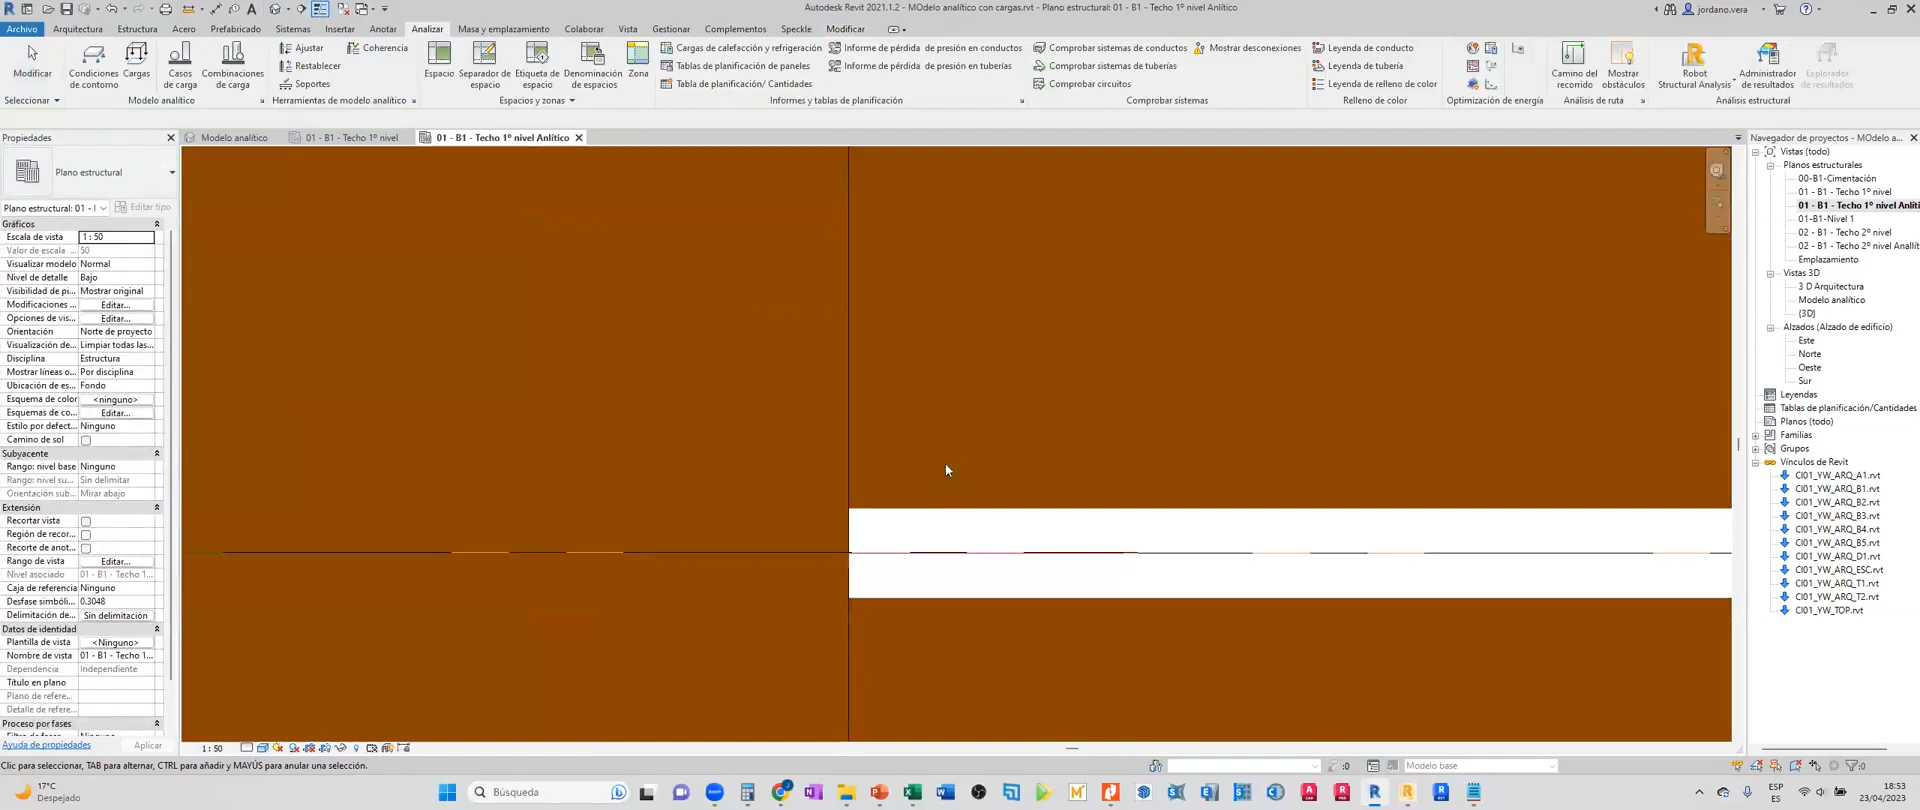 Autodesk Revit 2021.1.2 - MOdelo analítico con cargas.rvt - Plano estructural: 01 - B1 - Techo 1º nivel Anlítico
jordano.vera
Archivo Arquitectura Estructura Acero Prefabricado Sistemas Insertar Anotar Analizar Masa y emplazamiento Colaborar Vista Gestionar Complementos Speckle Modificar
Modificar
Condiciones de contorno
Cargas
Casos de carga
Combinaciones de carga
Ajustar
Coherencia
Restablecer
Soportes
Espacio
Separador de espacio
Etiqueta de espacio
Denominación de espacios
Zona
Cargas de calefacción y refrigeración
Tablas de planificación de paneles
Tabla de planificación/ Cantidades
Informe de pérdida de presión en conductos
Informe de pérdida de presión en tuberías
Comprobar sistemas de conductos
Comprobar sistemas de tuberías
Comprobar circuitos
Mostrar desconexiones
Leyenda de conducto
Leyenda de tubería
Leyenda de relleno de color
Camino del recorrido
Mostrar obstáculos
Robot Structural Analysis
Administrador de resultados
Explorador de resultados
Seleccionar
Modelo analítico
Herramientas de modelo analítico
Espacios y zonas
Informes y tablas de planificación
Comprobar sistemas
Relleno de color
Optimización de energía
Análisis de ruta
Análisis estructural
Propiedades
Modelo analítico
01 - B1 - Techo 1º nivel
01 - B1 - Techo 1º nivel Anlítico
Navegador de proyectos - MOdelo a...
Plano estructural
Plano estructural: 01 - I
Editar tipo
Gráficos
Escala de vista 1 : 50
Valor de escala ... 50
Visualizar modelo Normal
Nivel de detalle Bajo
Visibilidad de pi... Mostrar original
Modificaciones ... Editar...
Opciones de vis... Editar...
Orientación Norte de proyecto
Visualización de... Limpiar todas las...
Disciplina Estructura
Mostrar líneas o... Por disciplina
Ubicación de es... Fondo
Esquema de color <ninguno>
Esquemas de co... Editar...
Estilo por defect... Ninguno
Camino de sol
Subyacente
Rango: nivel base Ninguno
Rango: nivel su... Sin delimitar
Orientación sub... Mirar abajo
Extensión
Recortar vista
Región de recor...
Recorte de anot...
Rango de vista Editar...
Nivel asociado 01 - B1 - Techo 1...
Caja de referencia Ninguno
Desfase simbóli... 0.3048
Delimitación de... Sin delimitación
Datos de identidad
Plantilla de vista <Ninguno>
Nombre de vista 01 - B1 - Techo 1...
Dependencia Independiente
Título en plano
Plano de refere...
Detalle de refere...
Proceso por fases
Ayuda de propiedades
Aplicar
Vistas (todo)
Planos estructurales
00-B1-Cimentación
01 - B1 - Techo 1º nivel
01 - B1 - Techo 1º nivel Anlíti
01-B1-Nivel 1
02 - B1 - Techo 2º nivel
02 - B1 - Techo 2º nivel Anallít
Emplazamiento
Vistas 3D
3 D Arquitectura
Modelo analítico
{3D}
Alzados (Alzado de edificio)
Este
Norte
Oeste
Sur
Leyendas
Tablas de planificación/Cantidades
Planos (todo)
Familias
Grupos
Vínculos de Revit
CI01_YW_ARQ_A1.rvt
CI01_YW_ARQ_B1.rvt
CI01_YW_ARQ_B2.rvt
CI01_YW_ARQ_B3.rvt
CI01_YW_ARQ_B4.rvt
CI01_YW_ARQ_B5.rvt
CI01_YW_ARQ_D1.rvt
CI01_YW_ARQ_ESC.rvt
CI01_YW_ARQ_T1.rvt
CI01_YW_ARQ_T2.rvt
CI01_YW_TOP.rvt
1 : 50
Clic para seleccionar, TAB para alternar, CTRL para añadir y MAYÚS para anular una selección.
:0
Modelo base
:0
17°C
Despejado
Búsqueda
ESP
ES
18:53
23/04/2023